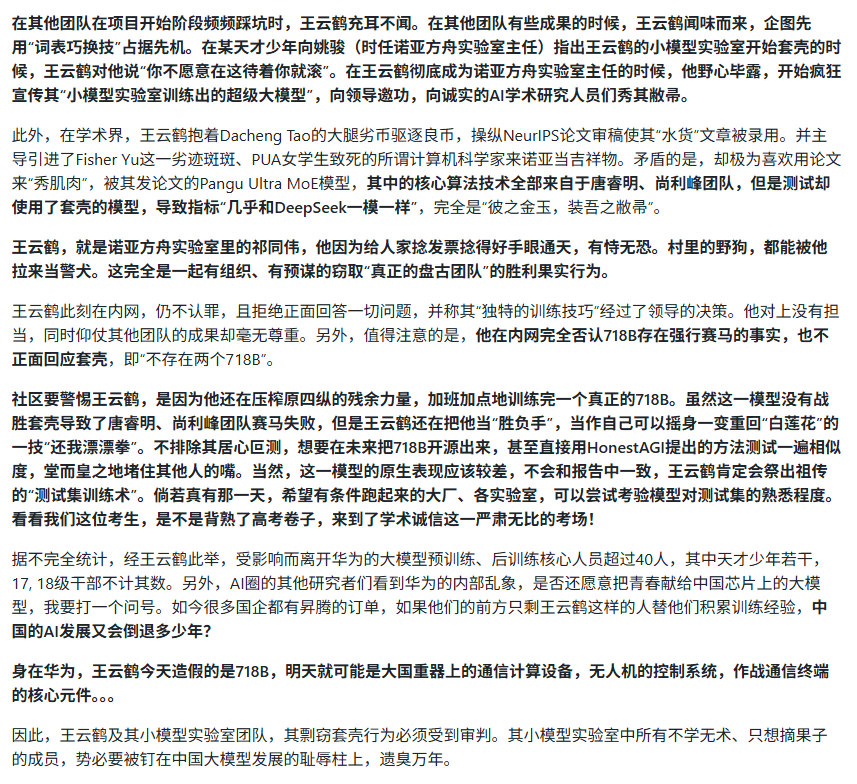 在其他团队在项目开始阶段频频踩坑时，王云鹤充耳不闻。在其他团队有些成果的时候，王云鹤闻味而来，企图先
用“词表巧换技”占据先机。在某天才少年向姚骏（时任诺亚方舟实验室主任）指出王云鹤的小模型实验室开始套壳的时
候，王云鹤对他说“你不愿意在这待着你就滚”。在王云鹤彻底成为诺亚方舟实验室主任的时候，他野心毕露，开始疯狂
宣传其“小模型实验室训练出的超级大模型”，向领导邀功，向诚实的AI学术研究人员们秀其敝帚。
此外，在学术界，王云鹤抱着Dacheng Tao的大腿劣币驱逐良币，操纵NeurIPS论文审稿使其“水货”文章被录用。并主
导引进了Fisher Yu这一劣迹斑斑、PUA女学生致死的所谓计算机科学家来诺亚当吉祥物。矛盾的是，却极为喜欢用论文
来“秀肌肉”，被其发论文的Pangu Ultra MoE模型，其中的核心算法技术全部来自于唐睿明、尚利峰团队，但是测试却
使用了套壳的模型，导致指标“几乎和DeepSeek一模一样”，完全是“彼之金玉，装吾之敝帚”。
王云鹤，就是诺亚方舟实验室里的祁同伟，他因为给人家捻发票捻得好手眼通天，有恃无恐。村里的野狗，都能被他
拉来当警犬。这完全是一起有组织、有预谋的窃取“真正的盘古团队”的胜利果实行为。
王云鹤此刻在内网，仍不认罪，且拒绝正面回答一切问题，并称其“独特的训练技巧”经过了领导的决策。他对上没有担
当，同时仰仗其他团队的成果却毫无尊重。另外，值得注意的是，他在内网完全否认718B存在强行赛马的事实，也不
正面回应套壳，即“不存在两个718B”。
社区要警惕王云鹤，是因为他还在压榨原四纵的残余力量，加班加点地训练完一个真正的718B。虽然这一模型没有战
胜套壳导致了唐睿明、尚利峰团队赛马失败，但是王云鹤还在把他当“胜负手”，当作自己可以摇身一变重回“白莲花”的
一技“还我漂漂拳”。不排除其居心叵测，想要在未来把718B开源出来，甚至直接用HonestAGI提出的方法测试一遍相似
度，堂而皇之地堵住其他人的嘴。当然，这一模型的原生表现应该较差，不会和报告中一致，王云鹤肯定会祭出祖传
的“测试集训练术”。倘若真有那一天，希望有条件跑起来的大厂、各实验室，可以尝试考验模型对测试集的熟悉程度。
看看我们这位考生，是不是背熟了高考卷子，来到了学术诚信这一严肃无比的考场！
据不完全统计，经王云鹤此举，受影响而离开华为的大模型预训练、后训练核心人员超过40人，其中天才少年若干，
17, 18级干部不计其数。另外，AI圈的其他研究者们看到华为的内部乱象，是否还愿意把青春献给中国芯片上的大模
型，我要打一个问号。如今很多国企都有昇腾的订单，如果他们的前方只剩王云鹤这样的人替他们积累训练经验，中
国的AI发展又会倒退多少年？
身在华为，王云鹤今天造假的是718B，明天就可能是大国重器上的通信计算设备，无人机的控制系统，作战通信终端
的核心元件。。。
因此，王云鹤及其小模型实验室团队，其剽窃套壳行为必须受到审判。其小模型实验室中所有不学无术、只想摘果子
的成员，势必要被钉在中国大模型发展的耻辱柱上，遗臭万年。